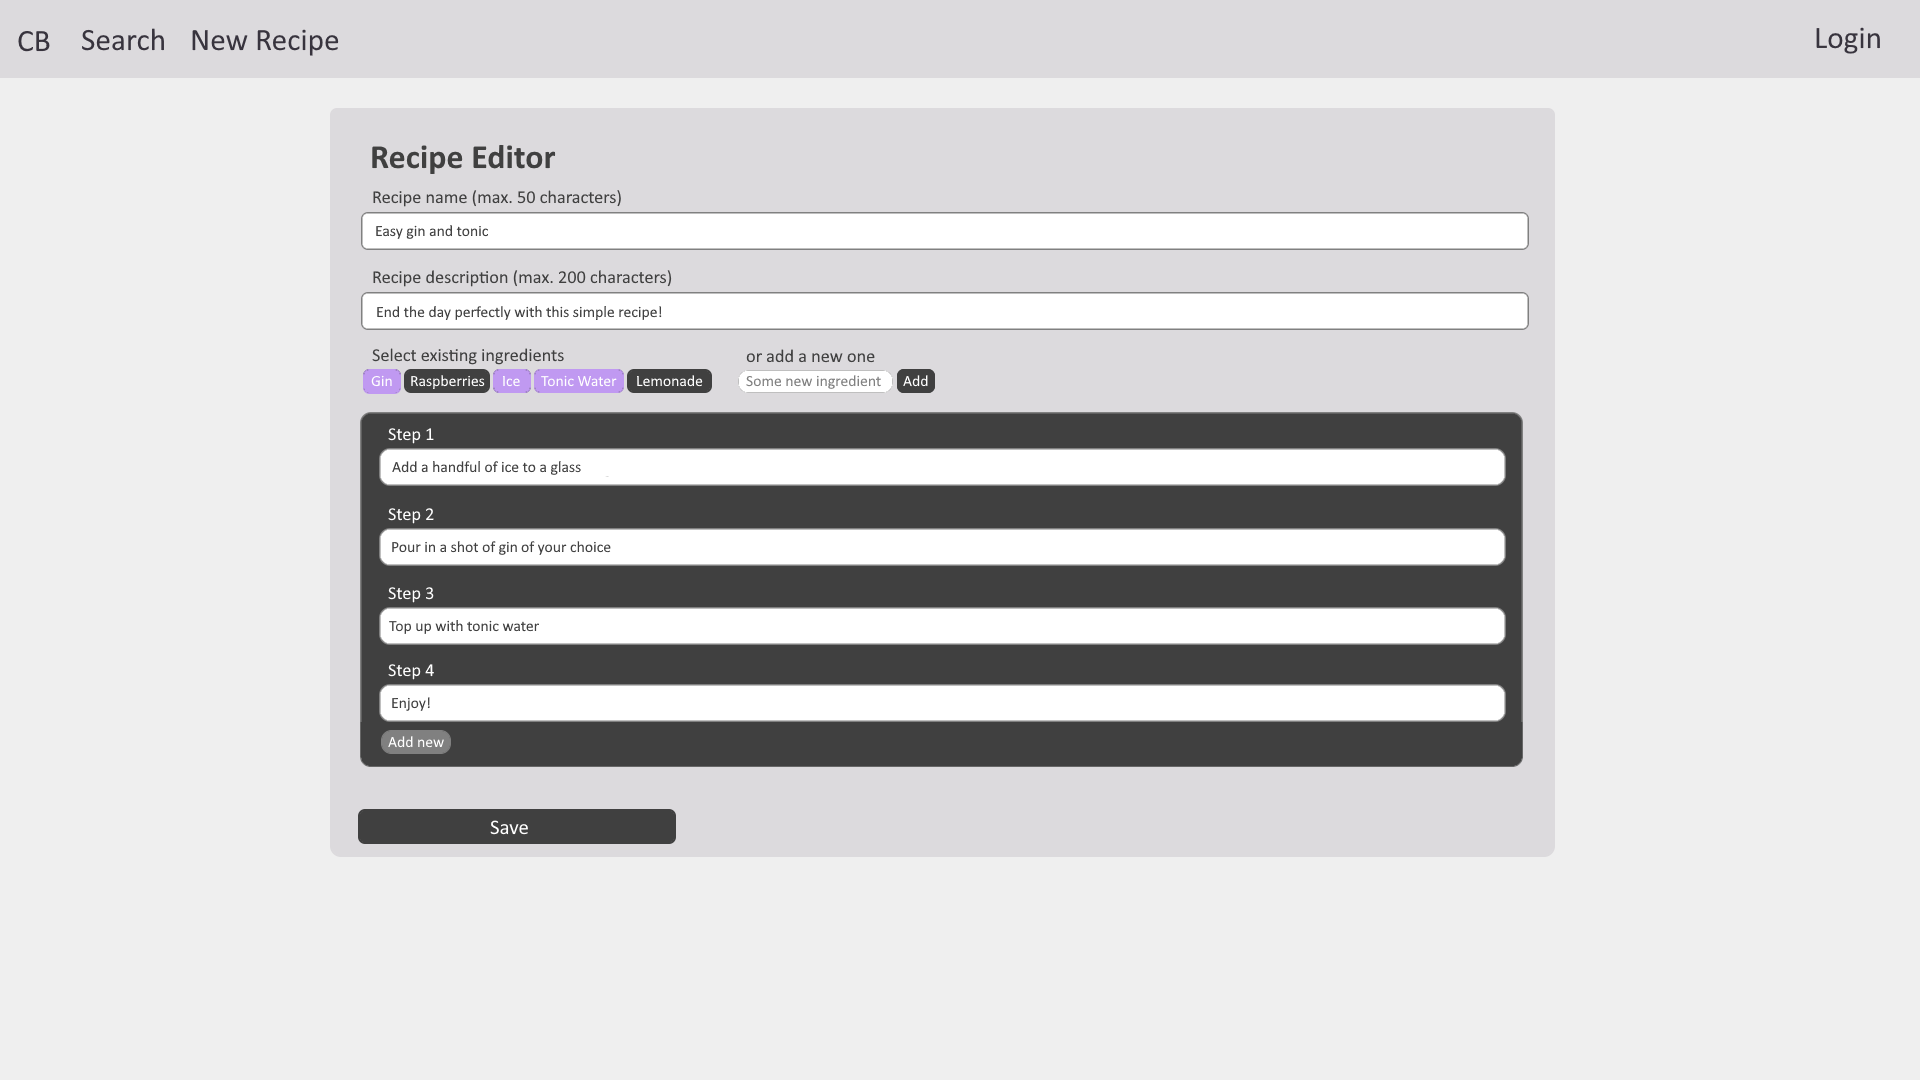 CB Search New Recipe Login
Recipe Editor
Recipe name (max. 50 characters)
Easy gin and tonic
Recipe description (max. 200 characters)
End the day perfectly with this simple recipe!
Select existing ingredients or add a new one
Gin Raspberries Ice Tonic Water Lemonade Some new ingredient Add
Step 1
Add a handful of ice to a glass
Step 2
Pour in a shot of gin of your choice
Step 3
Top up with tonic water
Step 4
Enjoy!
Add new
Save